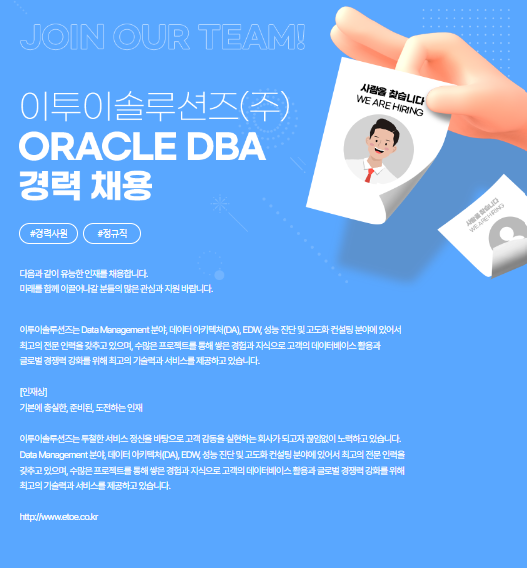 JOIN OUR TEAM!
사람을 찾습니다
WE ARE HIRING
이투이솔루션즈(주)
ORACLE DBA
경력 채용
사람을 찾습니다
WE ARE HIRING
#경력사원 #정규직
다음과 같이 유능한 인재를 채용합니다.
미래를 함께 이끌어나갈 분들의 많은 관심과 지원 바랍니다.
이투이솔루션즈는 Data Management 분야, 데이터 아키텍처(DA), EDW, 성능 진단 및 고도화 컨설팅 분야에 있어서
최고의 전문 인력을 갖추고 있으며, 수많은 프로젝트를 통해 쌓은 경험과 지식으로 고객의 데이터베이스 활용과
글로벌 경쟁력 강화를 위해 최고의 기술력과 서비스를 제공하고 있습니다.
[인재상]
기본에 충실한, 준비된, 도전하는 인재
이투이솔루션즈는 투철한 서비스 정신을 바탕으로 고객 감동을 실현하는 회사가 되고자 끊임없이 노력하고 있습니다.
Data Management 분야, 데이터 아키텍처(DA), EDW, 성능 진단 및 고도화 컨설팅 분야에 있어서 최고의 전문 인력을
갖추고 있으며, 수많은 프로젝트를 통해 쌓은 경험과 지식으로 고객의 데이터베이스 활용과 글로벌 경쟁력 강화를 위해
최고의 기술력과 서비스를 제공하고 있습니다.
http://www.etoe.co.kr